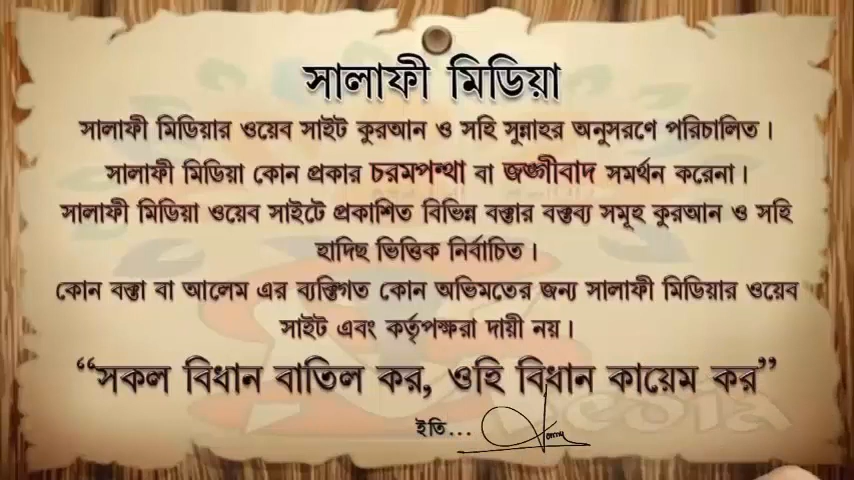 সালাফী মিডিয়া
সালাফী মিডিয়ার ওয়েব সাইট কুরআন ও সহি সুন্নাহর অনুসরণে পরিচালিত।
সালাফী মিডিয়া কোন প্রকার চরমপন্থা বা জঙ্গীবাদ সমর্থন করেনা।
সালাফী মিডিয়া ওয়েব সাইটে প্রকাশিত বিভিন্ন বক্তার বক্তব্য সমূহ কুরআন ও সহি
হাদিছ ভিত্তিক নির্বাচিত।
কোন বক্তা বা আলেম এর ব্যক্তিগত কোন অভিমতের জন্য সালাফী মিডিয়ার ওয়েব
সাইট এবং কর্তৃপক্ষরা দায়ী নয়।
“সকল বিধান বাতিল কর, ওহি বিধান কায়েম কর”
ইতি...